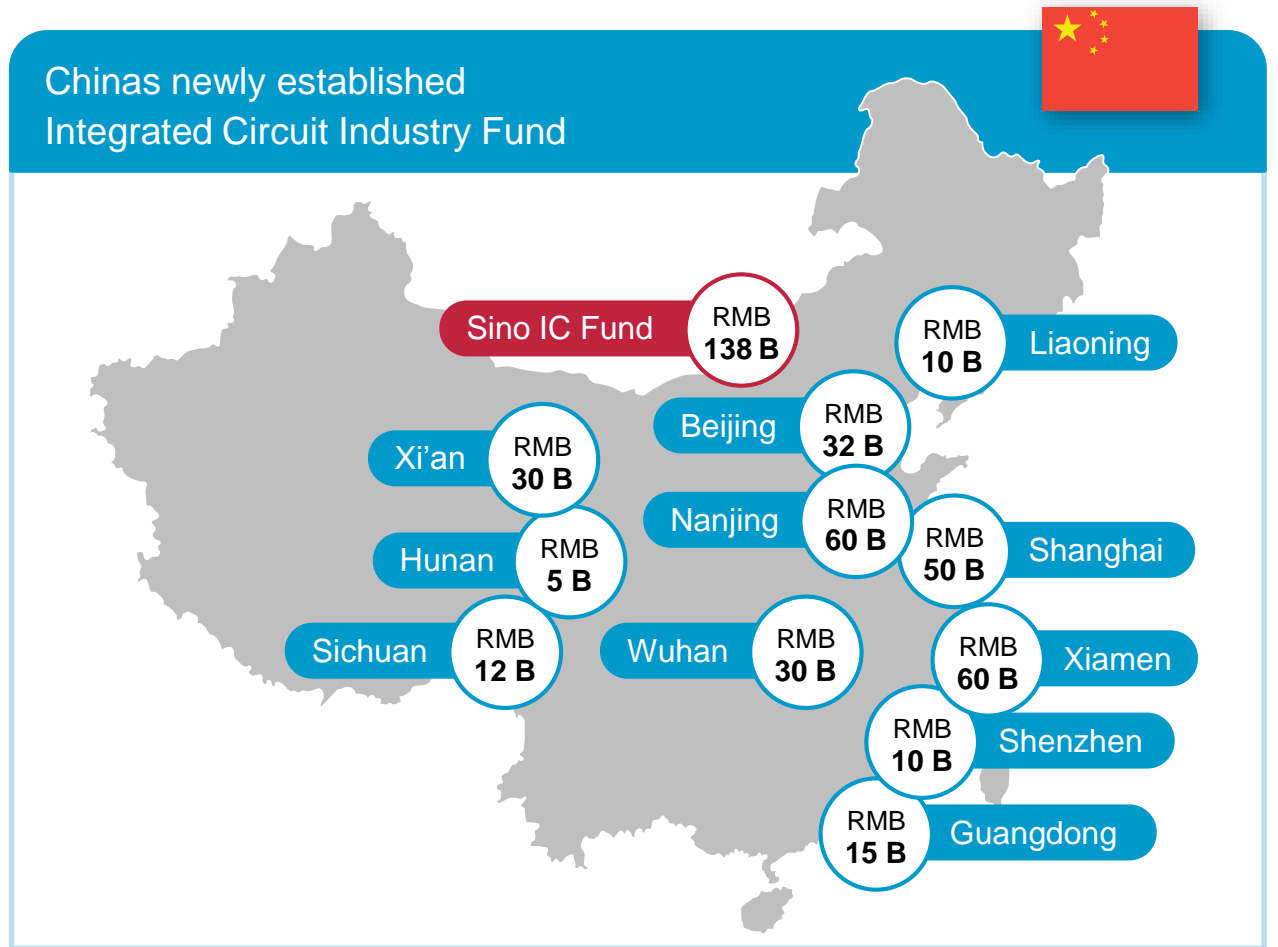 Chinas newly established
Integrated Circuit Industry Fund
Sino IC Fund
RMB
138 B
RMB
10 B
Liaoning
Beijing
RMB
32 B
Xi’an
RMB
30 B
Nanjing
RMB
60 B
RMB
50 B
Shanghai
Hunan
RMB
5 B
Sichuan
RMB
12 B
Wuhan
RMB
30 B
RMB
60 B
Xiamen
RMB
10 B
Shenzhen
RMB
15 B
Guangdong